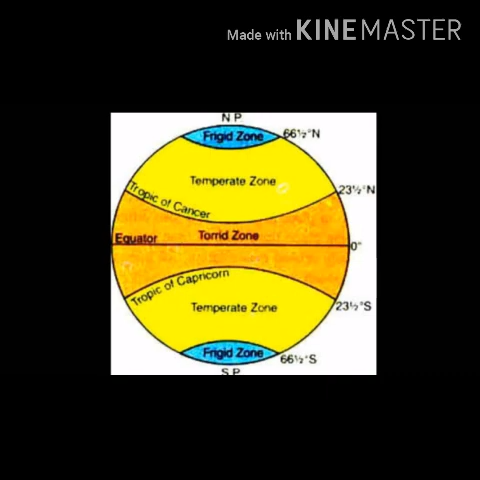 Made with KINEMASTER
N P
Frigid Zone 66½°N
Temperate Zone
23½°N
Tropic of Cancer
Equator Torrid Zone 0°
Tropic of Capricorn
Temperate Zone 23½°S
Frigid Zone 66½°S
S P